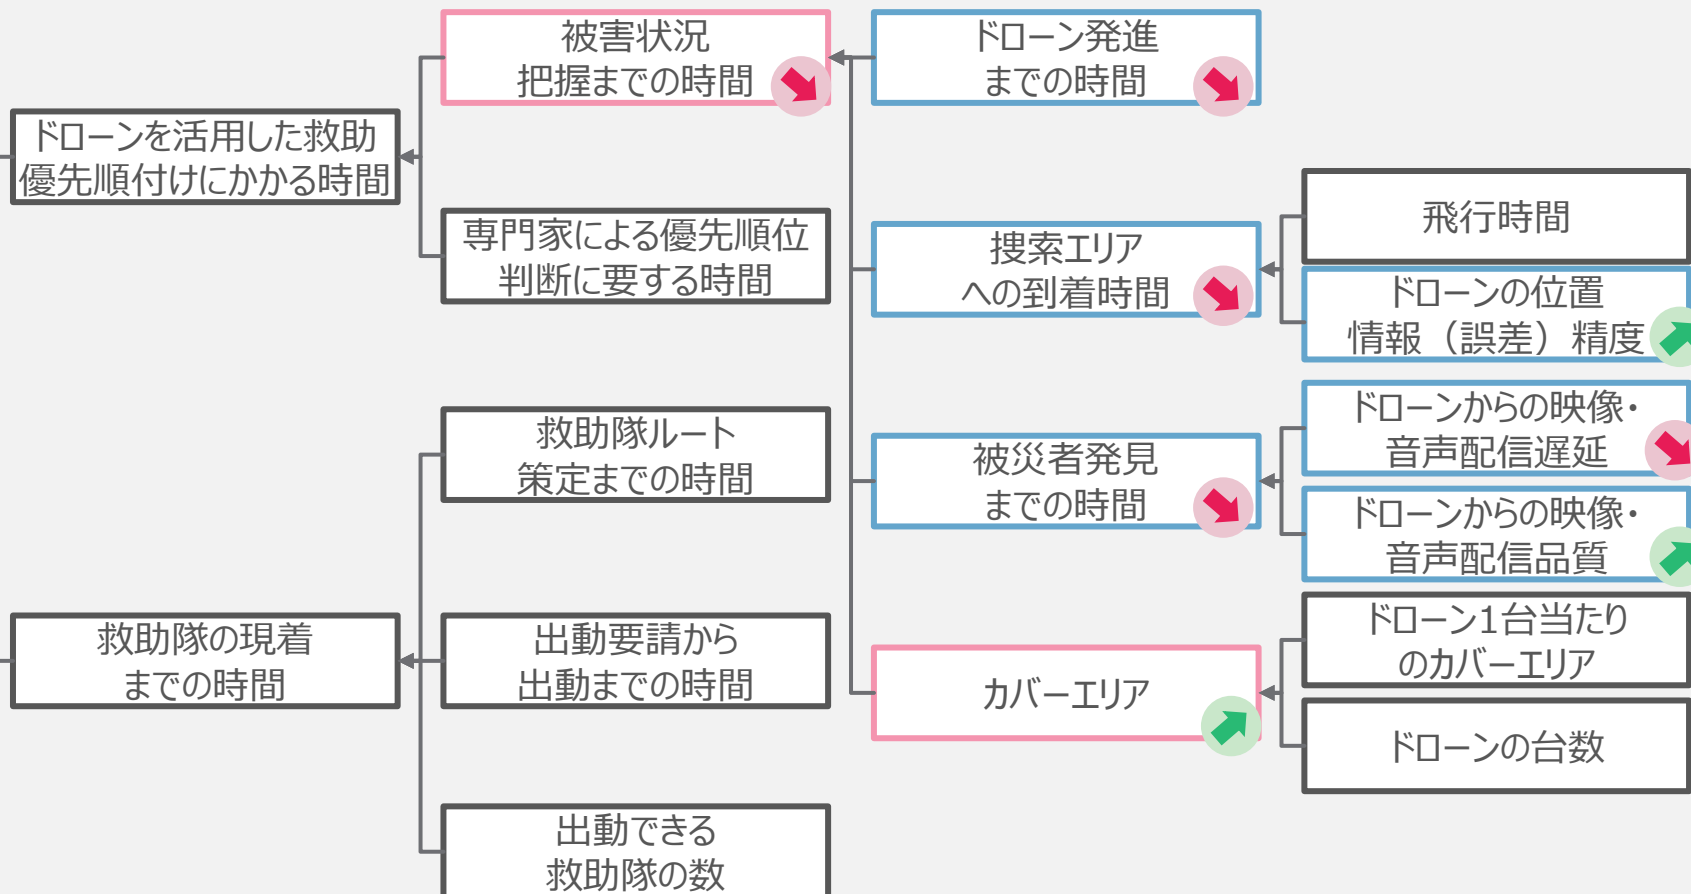 被害状況
把握までの時間
ドローン発進
までの時間
ドローンを活用した救助
優先順付けにかかる時間
専門家による優先順位
判断に要する時間
捜索エリア
への到着時間
飛行時間
ドローンの位置
情報（誤差）精度
救助隊ルート
策定までの時間
被災者発見
までの時間
ドローンからの映像・
音声配信遅延
ドローンからの映像・
音声配信品質
救助隊の現着
までの時間
出動要請から
出動までの時間
カバーエリア
ドローン1台当たり
のカバーエリア
ドローンの台数
出動できる
救助隊の数